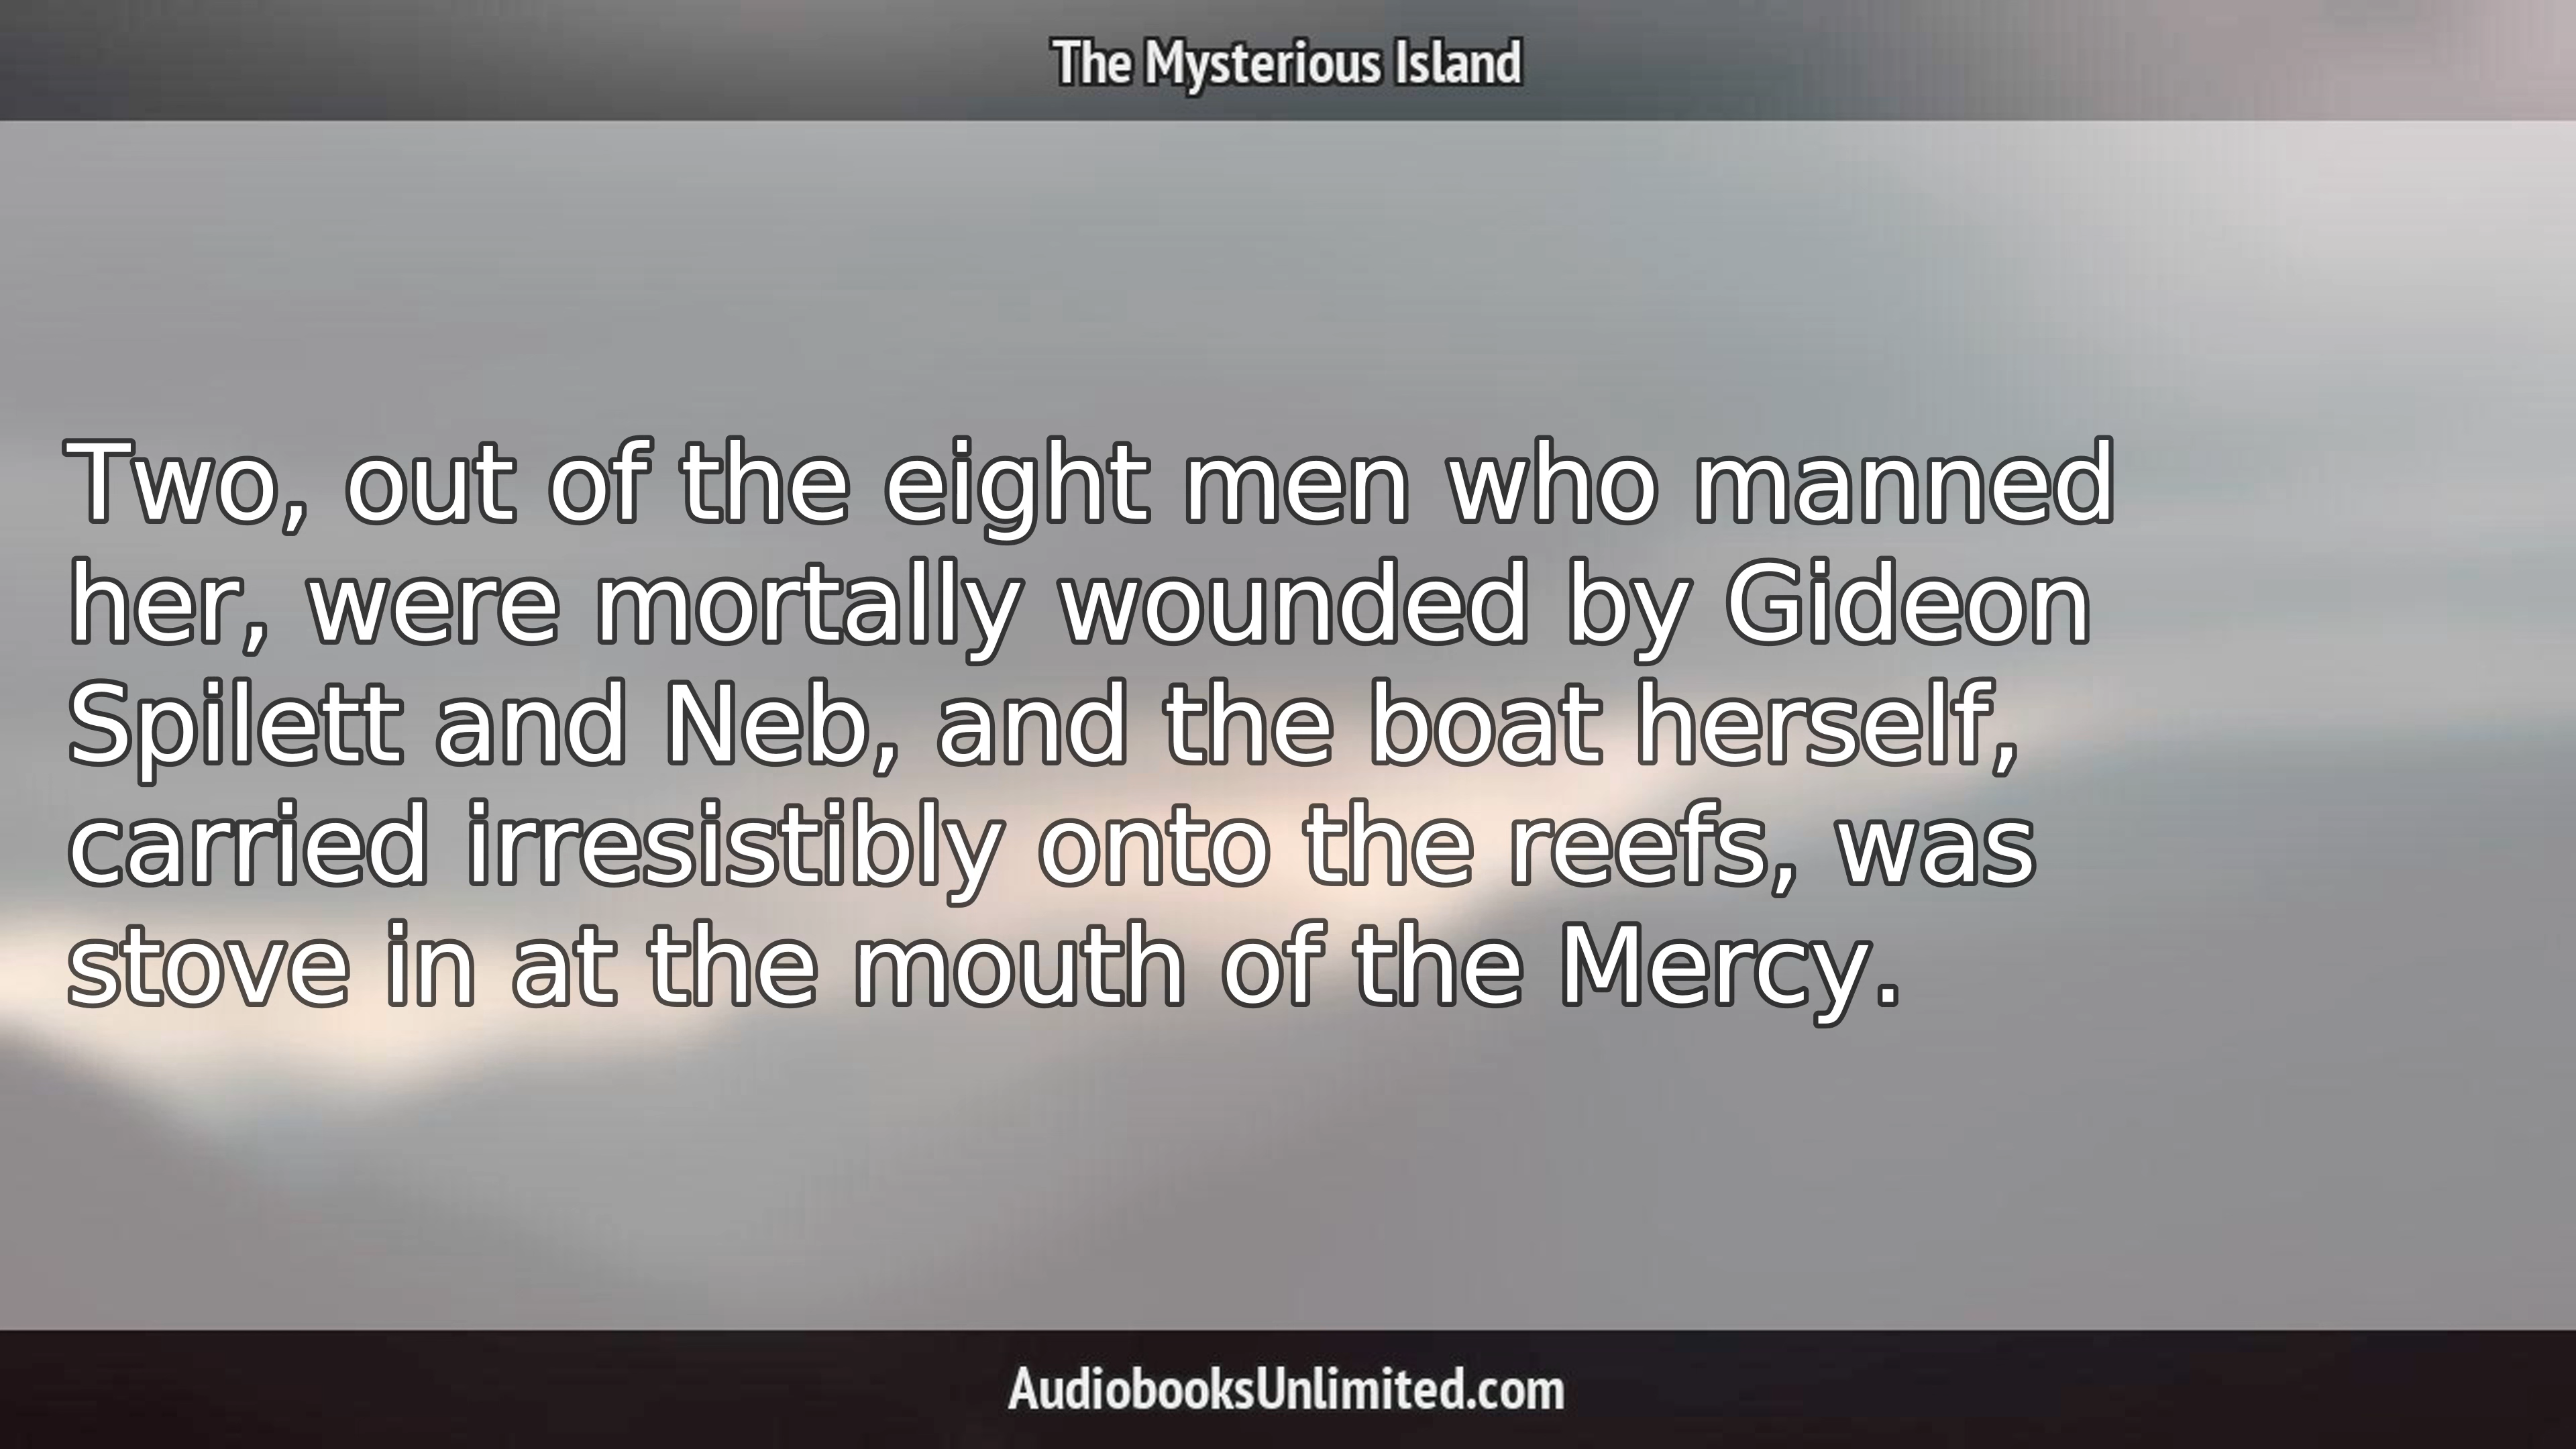 The Mysterious Island
Two, out of the eight men who manned
her, were mortally wounded by Gideon
Spilett and Neb, and the boat herself,
carried irresistibly onto the reefs, was
stove in at the mouth of the Mercy.
AudiobooksUnlimited.com